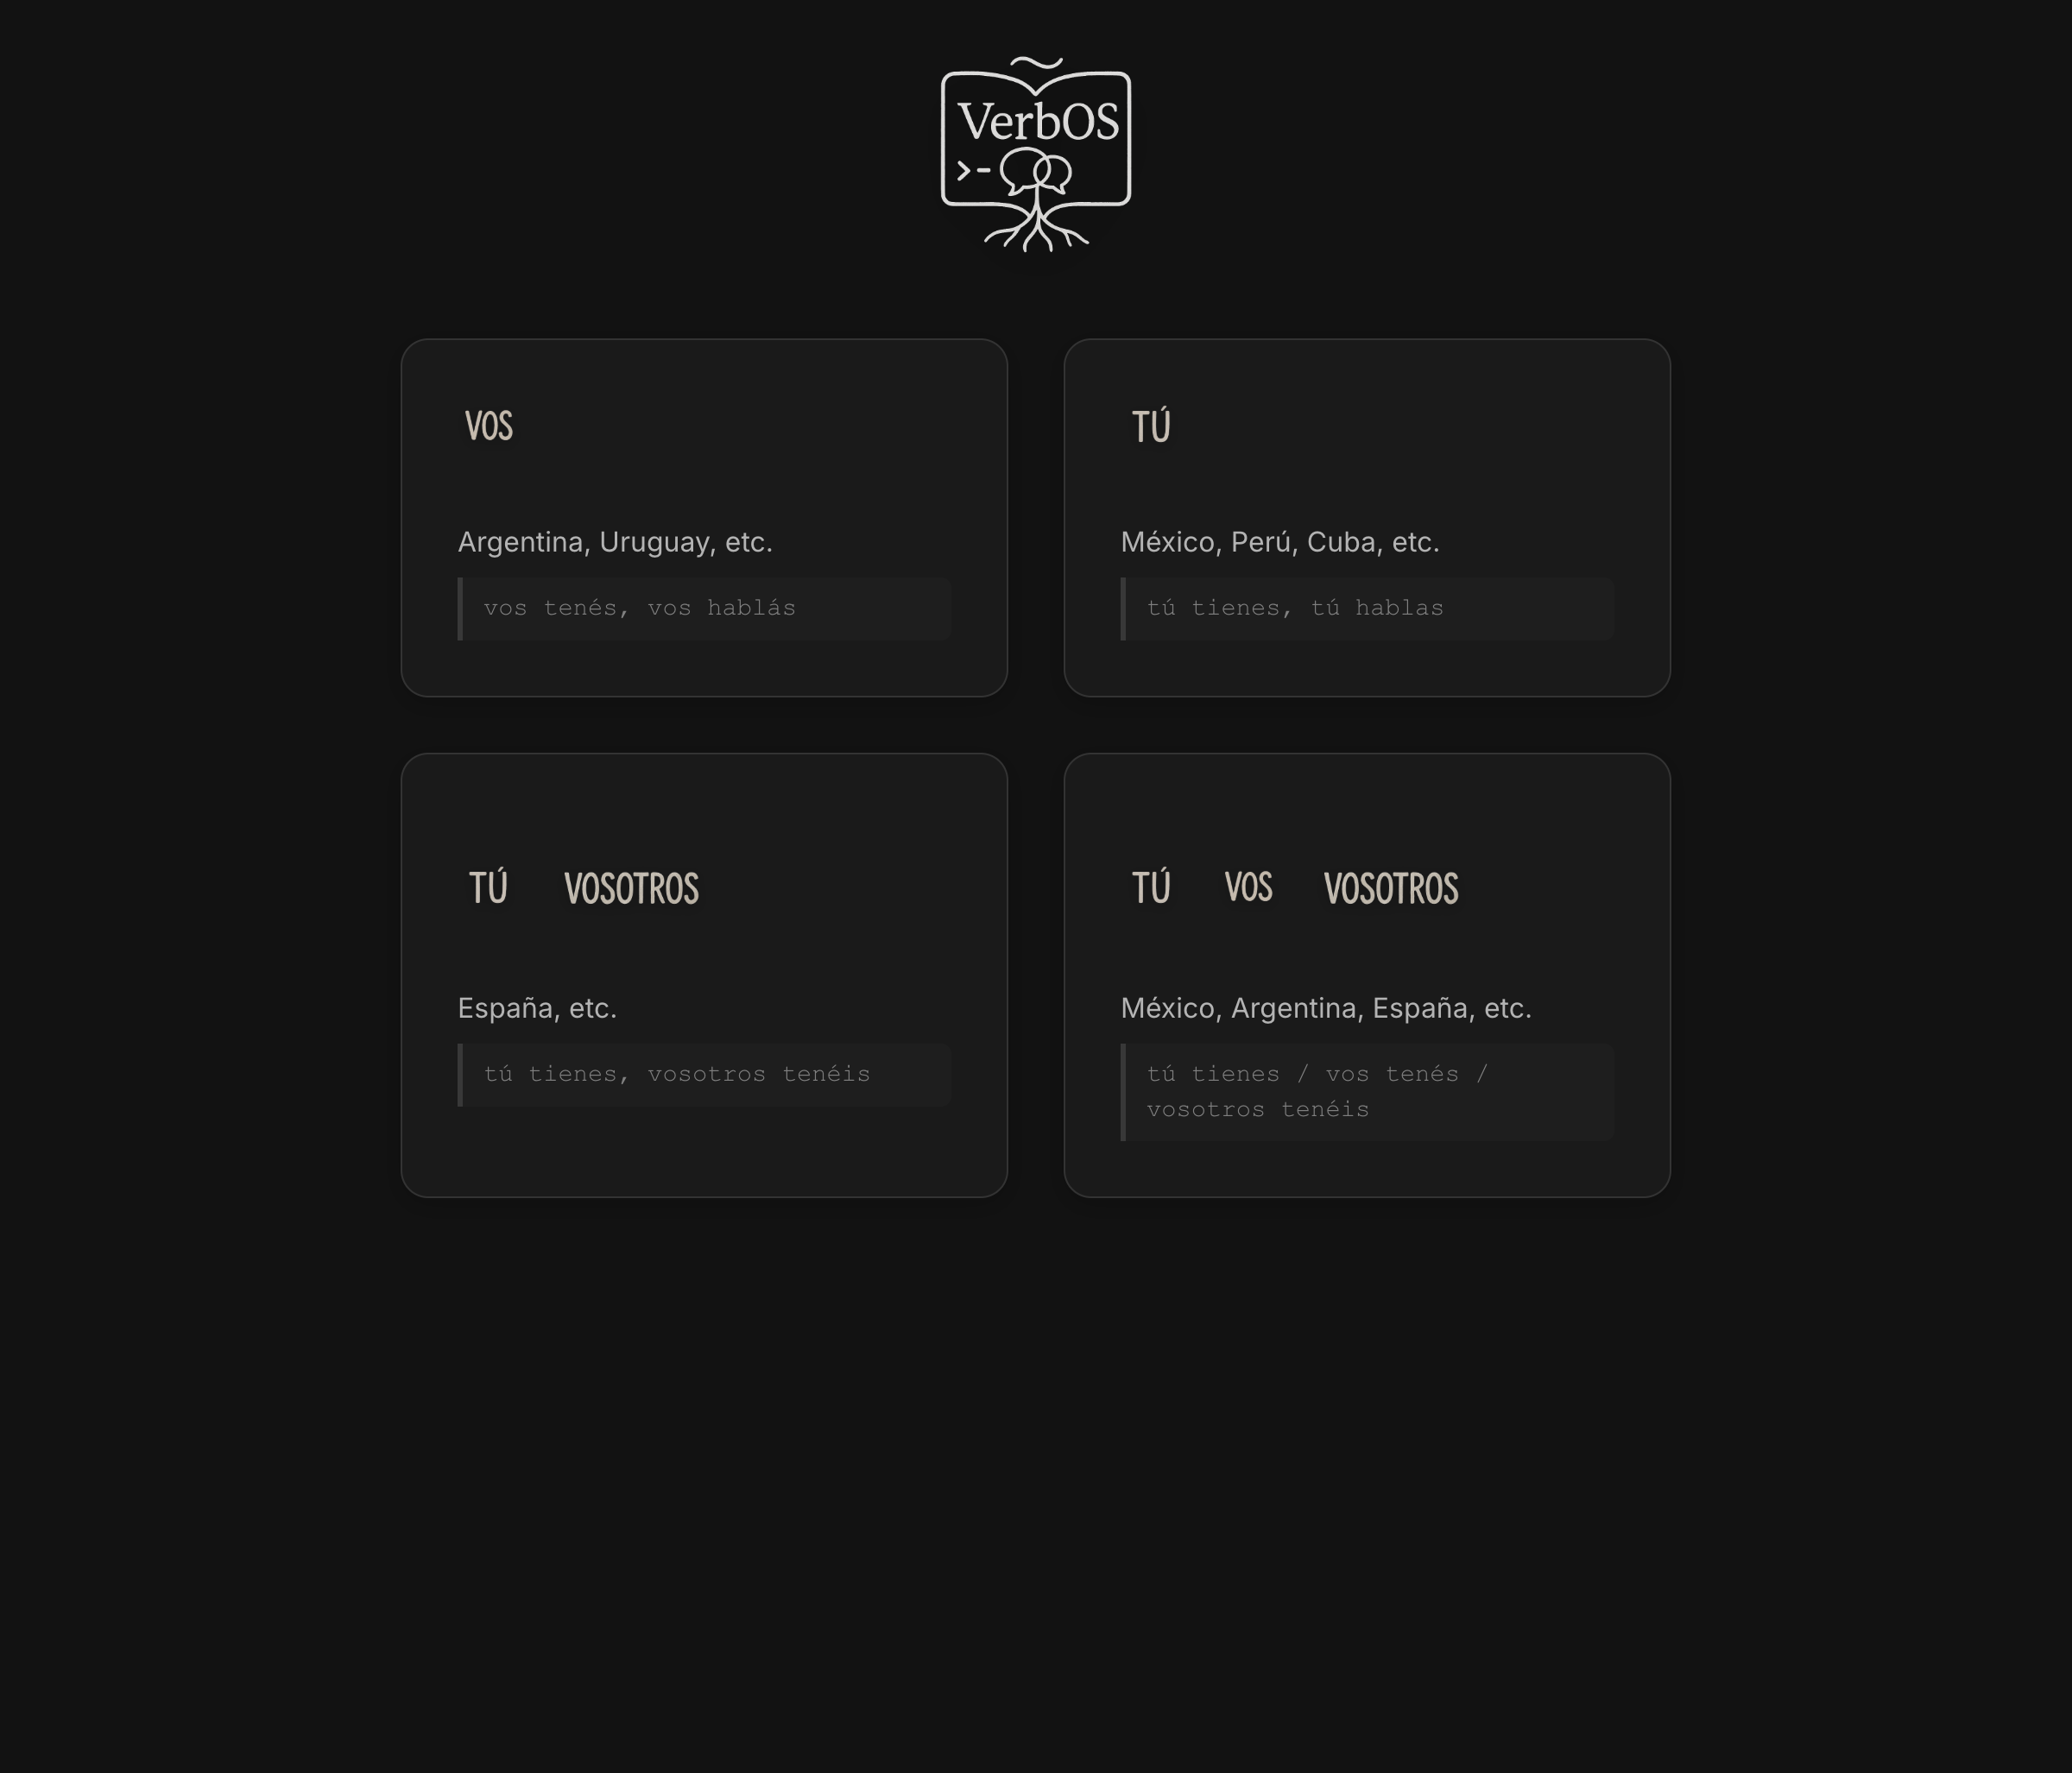 VerbOS
>-
VOS
Argentina, Uruguay, etc.
vos tenés, vos hablás
TÚ
México, Perú, Cuba, etc.
tú tienes, tú hablas
TÚ VOSOTROS
España, etc.
tú tienes, vosotros tenéis
TÚ VOS VOSOTROS
México, Argentina, España, etc.
tú tienes / vos tenés /
vosotros tenéis